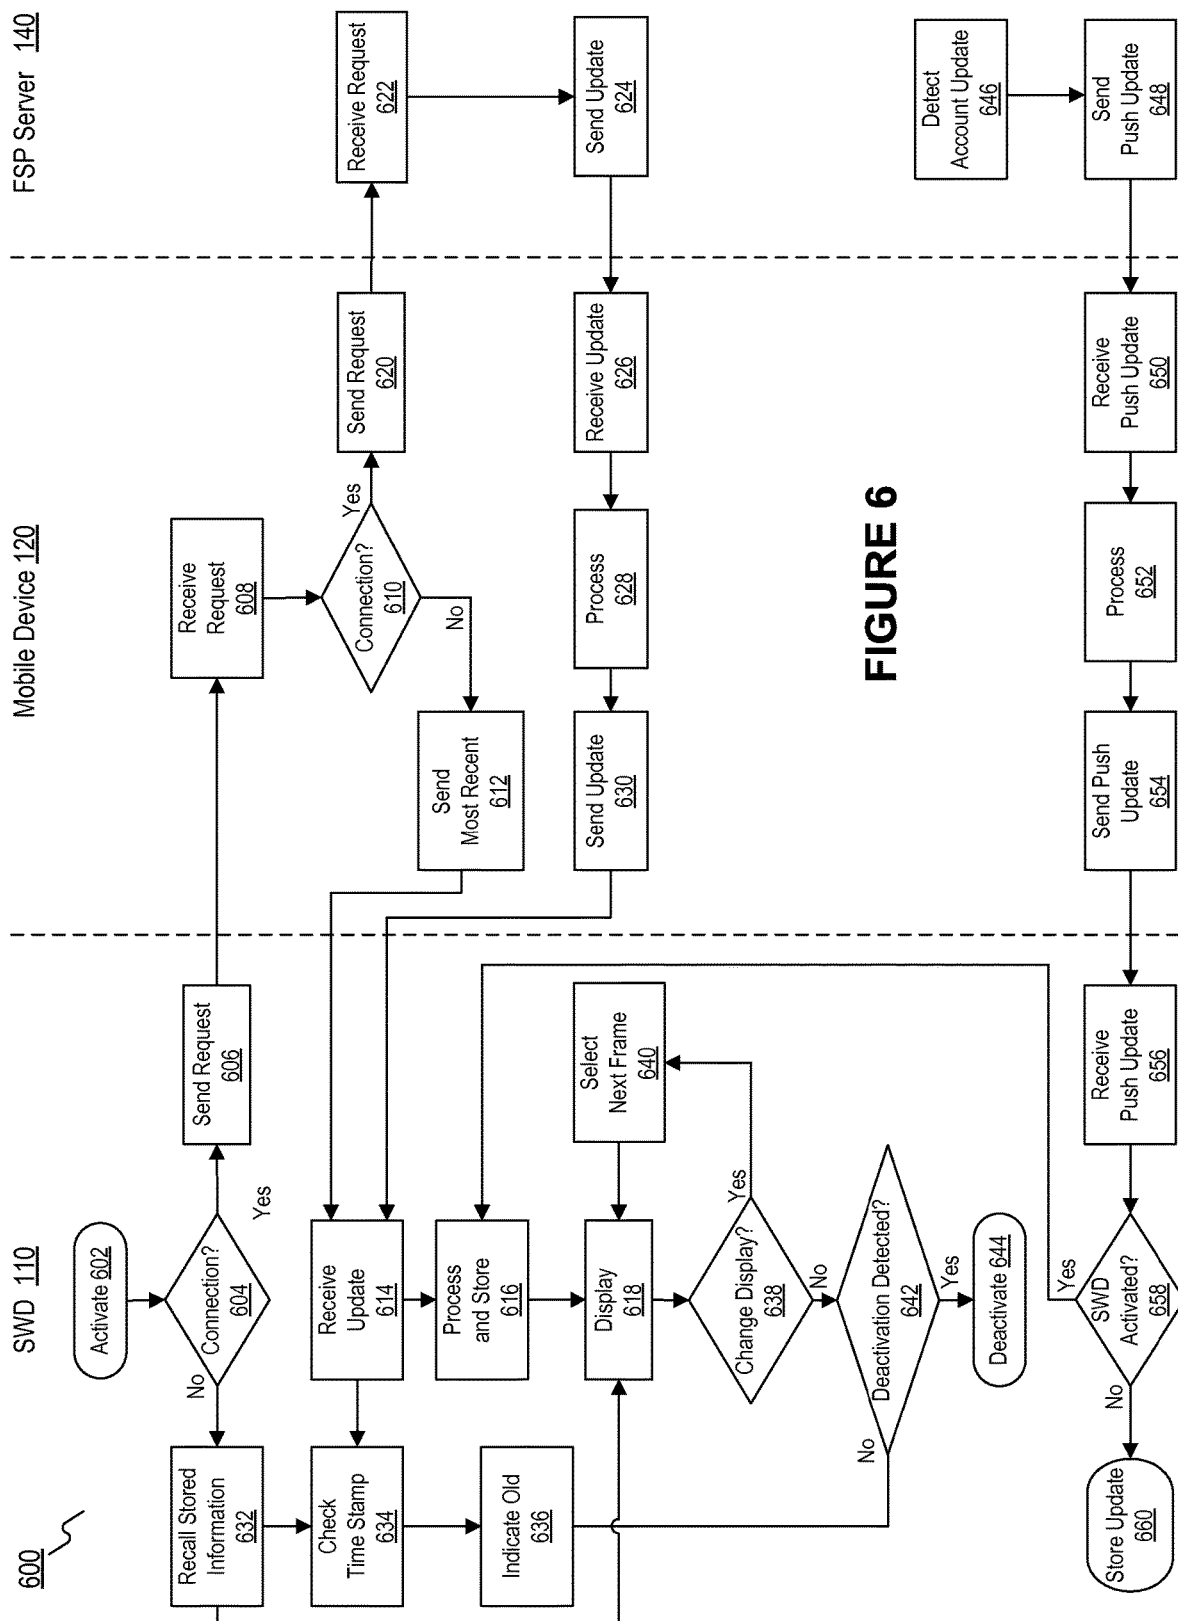 600
SWD 110
Mobile Device 120
FSP Server 140
Activate 602
Connection?
604
No
Yes
Send Request
606
Receive
Request
608
Connection?
610
Yes
No
Send Request
620
Receive Request
622
Send
Most Recent
612
Recall Stored
Information
632
Receive
Update
614
Check
Time Stamp
634
Process
and Store
616
Indicate Old
636
Send Update
624
Receive Update
626
Process
628
Send Update
630
Display
618
Select
Next Frame
640
Change Display?
638
Yes
No
Deactivation Detected?
642
No
Yes
Deactivate 644
Detect
Account Update
646
Send
Push Update
648
Receive
Push Update
650
Process
652
Send Push
Update
654
Receive
Push Update
656
SWD
Activated?
658
Yes
No
Store Update
660
FIGURE 6